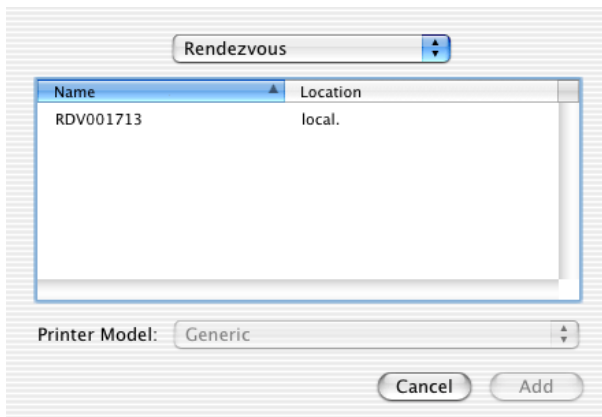 Rendezvous
Name Location
RDV001713 local.
Printer Model: Generic
Cancel Add